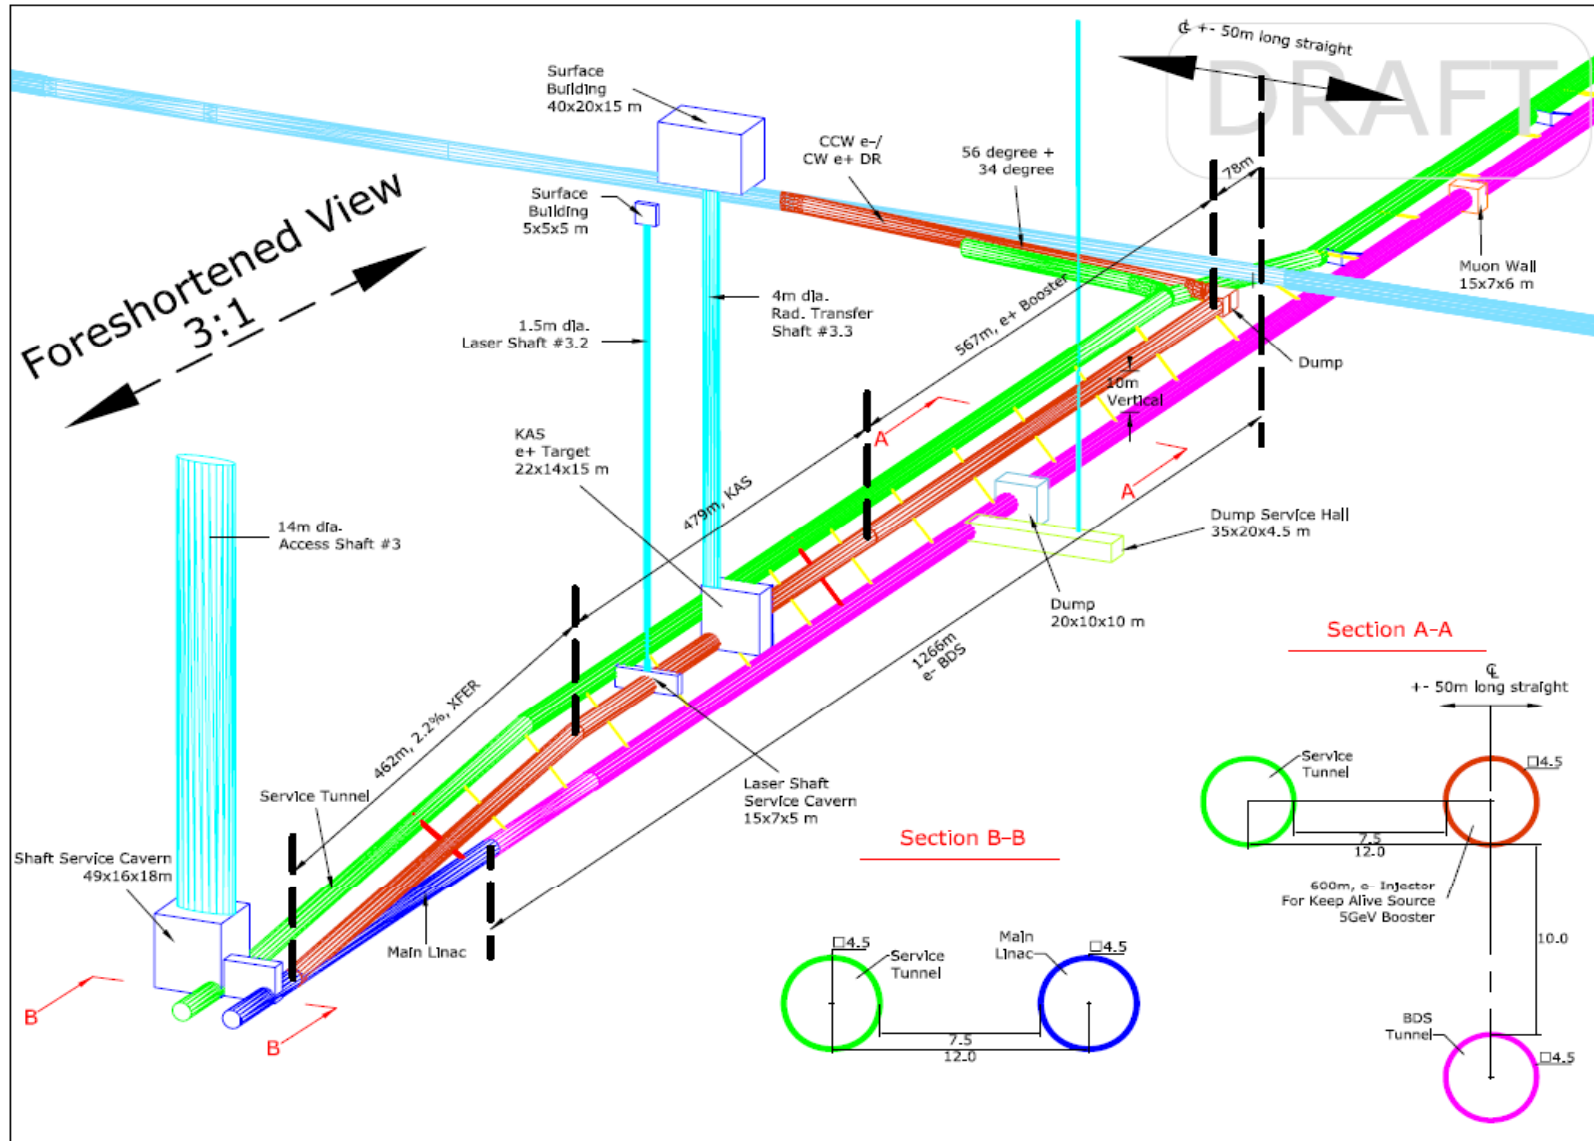 ₵ +- 50m long straight
DRAFT
Surface
Building
40x20x15 m
CCW e-/
CW e+ DR
56 degree +
34 degree
78m
Surface
Building
5x5x5 m
Foreshortened View
3:1
Muon Wall
15x7x6 m
4m dia.
Rad. Transfer
Shaft #3.3
1.5m dia.
Laser Shaft #3.2
567m, e+ Booster
Dump
10m
Vertical
KAS
e+ Target
22x14x15 m
A
A
479m, KAS
14m dia.
Access Shaft #3
Dump Service Hall
35x20x4.5 m
Dump
20x10x10 m
1266m
e- BDS
462m, 2.2%, XFER
Service Tunnel
Laser Shaft
Service Cavern
15x7x5 m
Shaft Service Cavern
49x16x18m
Main Linac
B
B
Section A-A
℄
+- 50m long straight
Service
Tunnel
□4.5
7.5
12.0
600m, e- Injector
For Keep Alive Source
5GeV Booster
10.0
BDS
Tunnel
□4.5
Section B-B
□4.5
Service
Tunnel
Main
Linac
□4.5
7.5
12.0